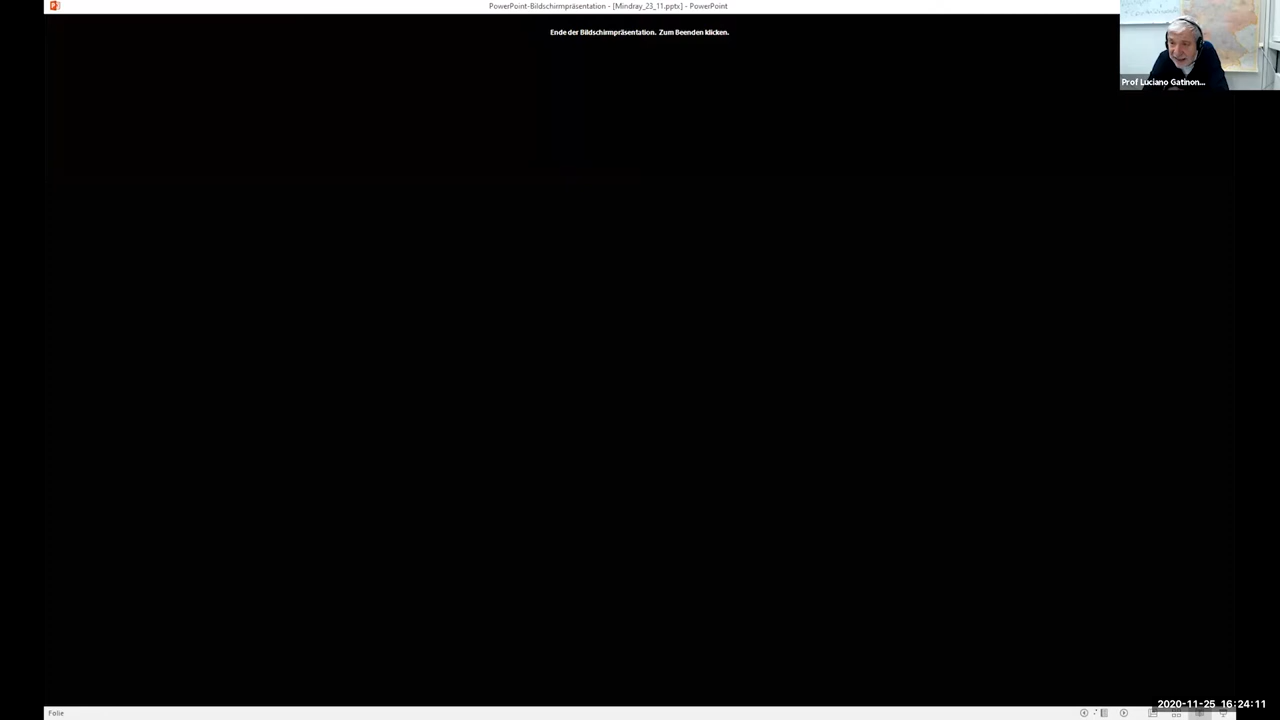 PowerPoint-Bildschirmpräsentation - [Mindray_23_11.pptx] - PowerPoint
Ende der Bildschirmpräsentation. Zum Beenden klicken.
Prof Luciano Gatinon...
2020-11-25 16:24:11
Folie